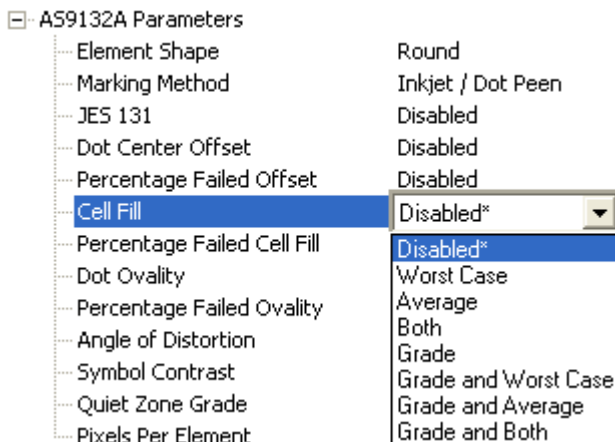 AS9132A Parameters
Element Shape Round
Marking Method Inkjet / Dot Peen
JES 131 Disabled
Dot Center Offset Disabled
Percentage Failed Offset Disabled
Cell Fill Disabled*
Percentage Failed Cell Fill Disabled*
Dot Ovality Worst Case
Percentage Failed Ovality Average
Both
Angle of Distortion Grade
Symbol Contrast Grade and Worst Case
Quiet Zone Grade Grade and Average
Pixels Per Element Grade and Both